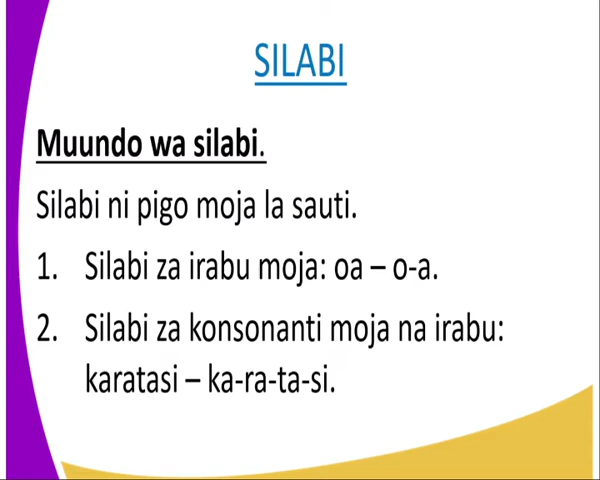 SILABI
Muundo wa silabi.
Silabi ni pigo moja la sauti.
1. Silabi za irabu moja: oa – o-a.
2. Silabi za konsonanti moja na irabu:
karatasi – ka-ra-ta-si.